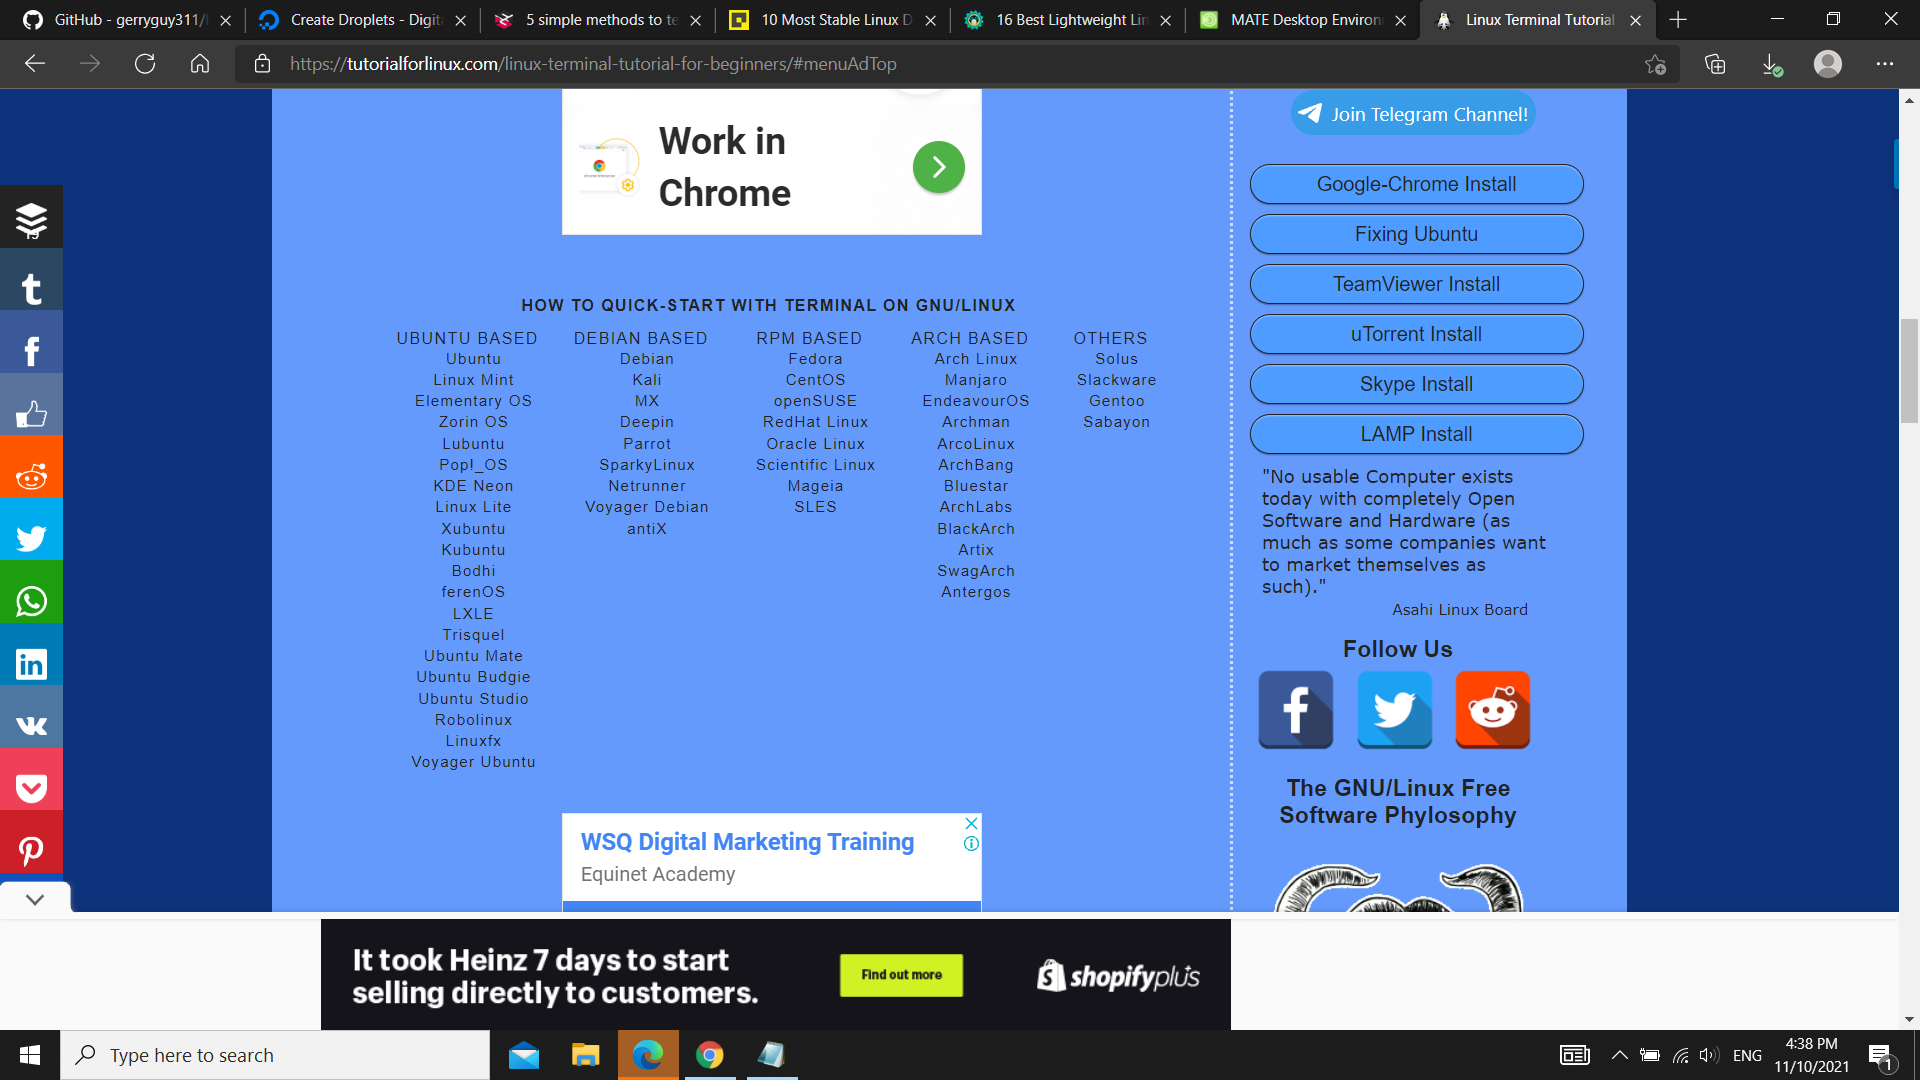 GitHub - gerryguy311/
Create Droplets - Digit
5 simple methods to te
10 Most Stable Linux D
16 Best Lightweight Lin
MATE Desktop Environ
Linux Terminal Tutorial
https://tutorialforlinux.com/linux-terminal-tutorial-for-beginners/#menuAdTop
Work in
Chrome
HOW TO QUICK-START WITH TERMINAL ON GNU/LINUX
UBUNTU BASED
Ubuntu
Linux Mint
Elementary OS
Zorin OS
Lubuntu
Pop!_OS
KDE Neon
Linux Lite
Xubuntu
Kubuntu
Bodhi
ferenOS
LXLE
Trisquel
Ubuntu Mate
Ubuntu Budgie
Ubuntu Studio
Robolinux
Linuxfx
Voyager Ubuntu
DEBIAN BASED
Debian
Kali
MX
Deepin
Parrot
SparkyLinux
Netrunner
Voyager Debian
antiX
RPM BASED
Fedora
CentOS
openSUSE
RedHat Linux
Oracle Linux
Scientific Linux
Mageia
SLES
ARCH BASED
Arch Linux
Manjaro
EndeavourOS
Archman
ArcoLinux
ArchBang
Bluestar
ArchLabs
BlackArch
Artix
SwagArch
Antergos
OTHERS
Solus
Slackware
Gentoo
Sabayon
WSQ Digital Marketing Training
Equinet Academy
Join Telegram Channel!
Google-Chrome Install
Fixing Ubuntu
TeamViewer Install
uTorrent Install
Skype Install
LAMP Install
"No usable Computer exists
today with completely Open
Software and Hardware (as
much as some companies want
to market themselves as
such)."
Asahi Linux Board
Follow Us
The GNU/Linux Free
Software Phylosophy
It took Heinz 7 days to start
selling directly to customers.
Find out more
shopifyplus
Type here to search
ENG
4:38 PM
11/10/2021
1